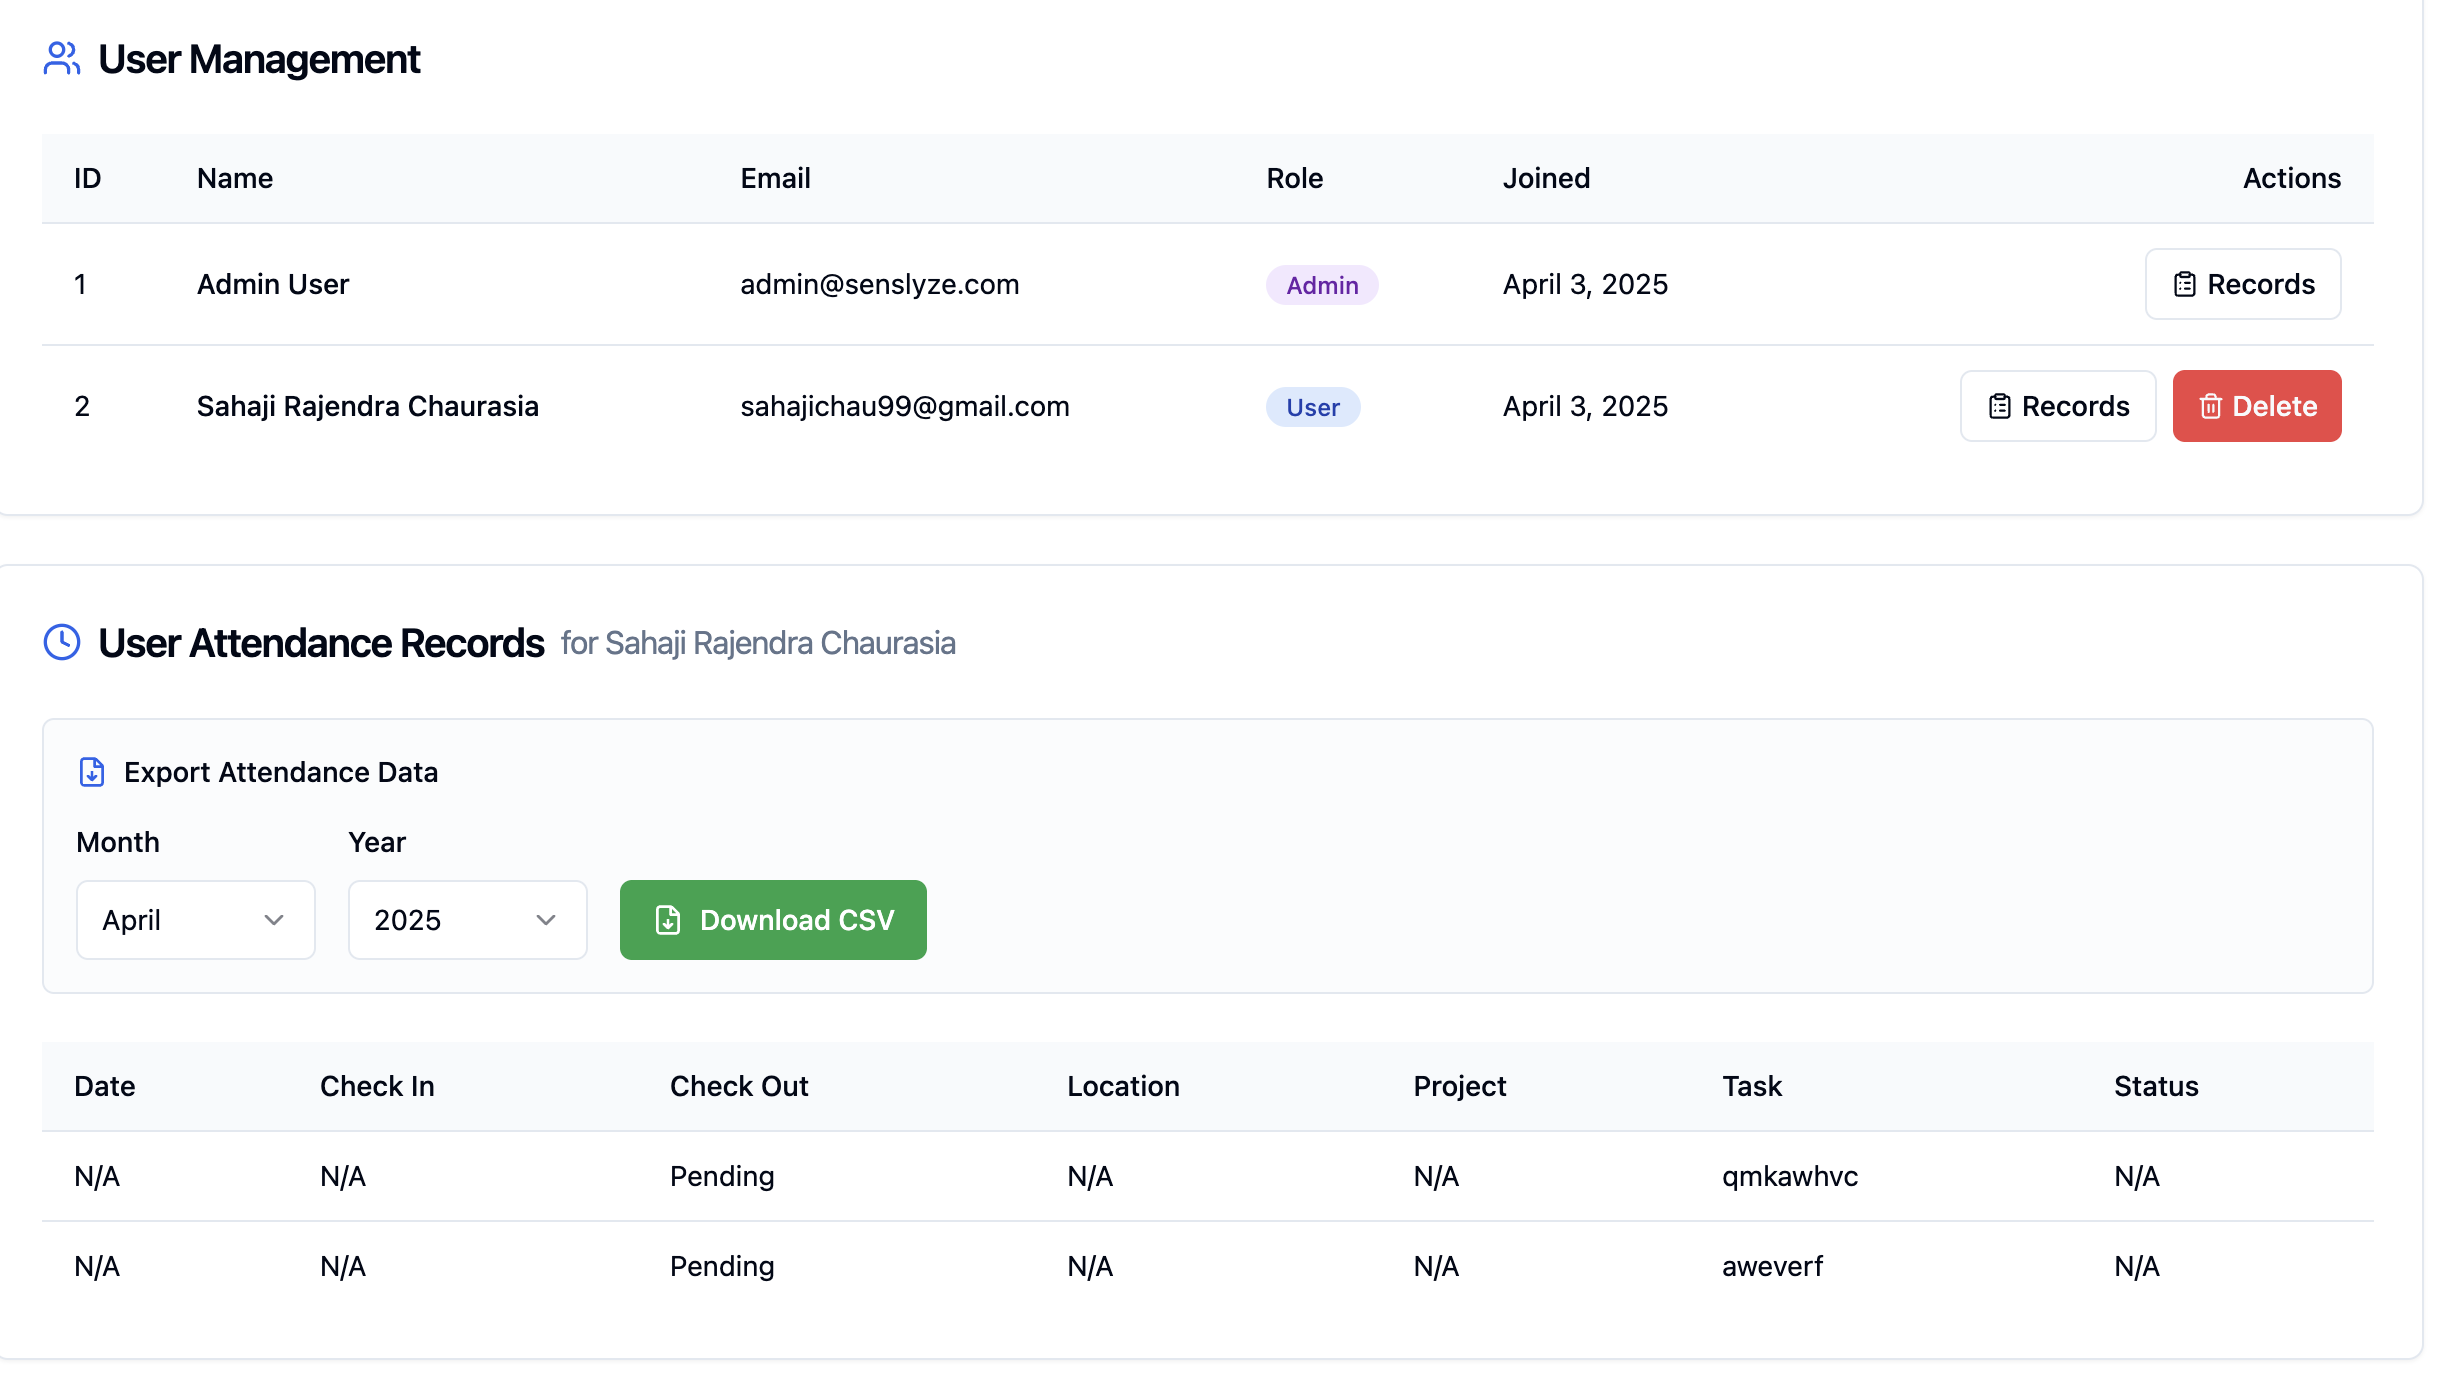 User Management
ID Name Email Role Joined Actions
1 Admin User admin@senslyze.com Admin April 3, 2025 Records
2 Sahaji Rajendra Chaurasia sahajichau99@gmail.com User April 3, 2025 Records Delete
User Attendance Records for Sahaji Rajendra Chaurasia
Export Attendance Data
Month Year
April 2025 Download CSV
Date Check In Check Out Location Project Task Status
N/A N/A Pending N/A N/A qmkawhvc N/A
N/A N/A Pending N/A N/A aweverf N/A